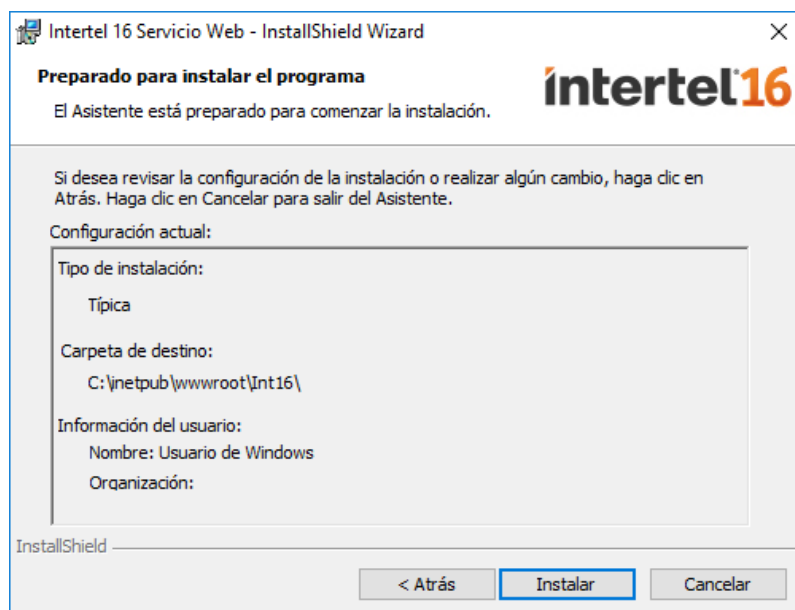 Intertel 16 Servicio Web - InstallShield Wizard
Preparado para instalar el programa
El Asistente está preparado para comenzar la instalación.
íntertel 16
Si desea revisar la configuración de la instalación o realizar algún cambio, haga clic en
Atrás. Haga clic en Cancelar para salir del Asistente.
Configuración actual:
Tipo de instalación:
Típica
Carpeta de destino:
C:\inetpub\wwwroot\Int16\
Información del usuario:
Nombre: Usuario de Windows
Organización:
InstallShield
< Atrás
Instalar
Cancelar